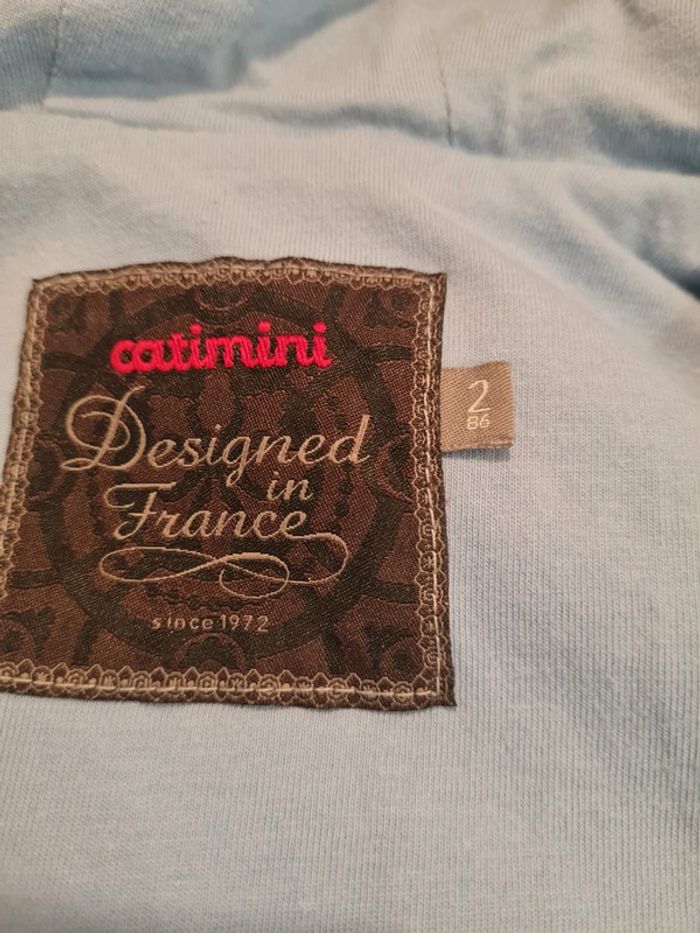 catimini
Designed
in
France
since 1972
2
86